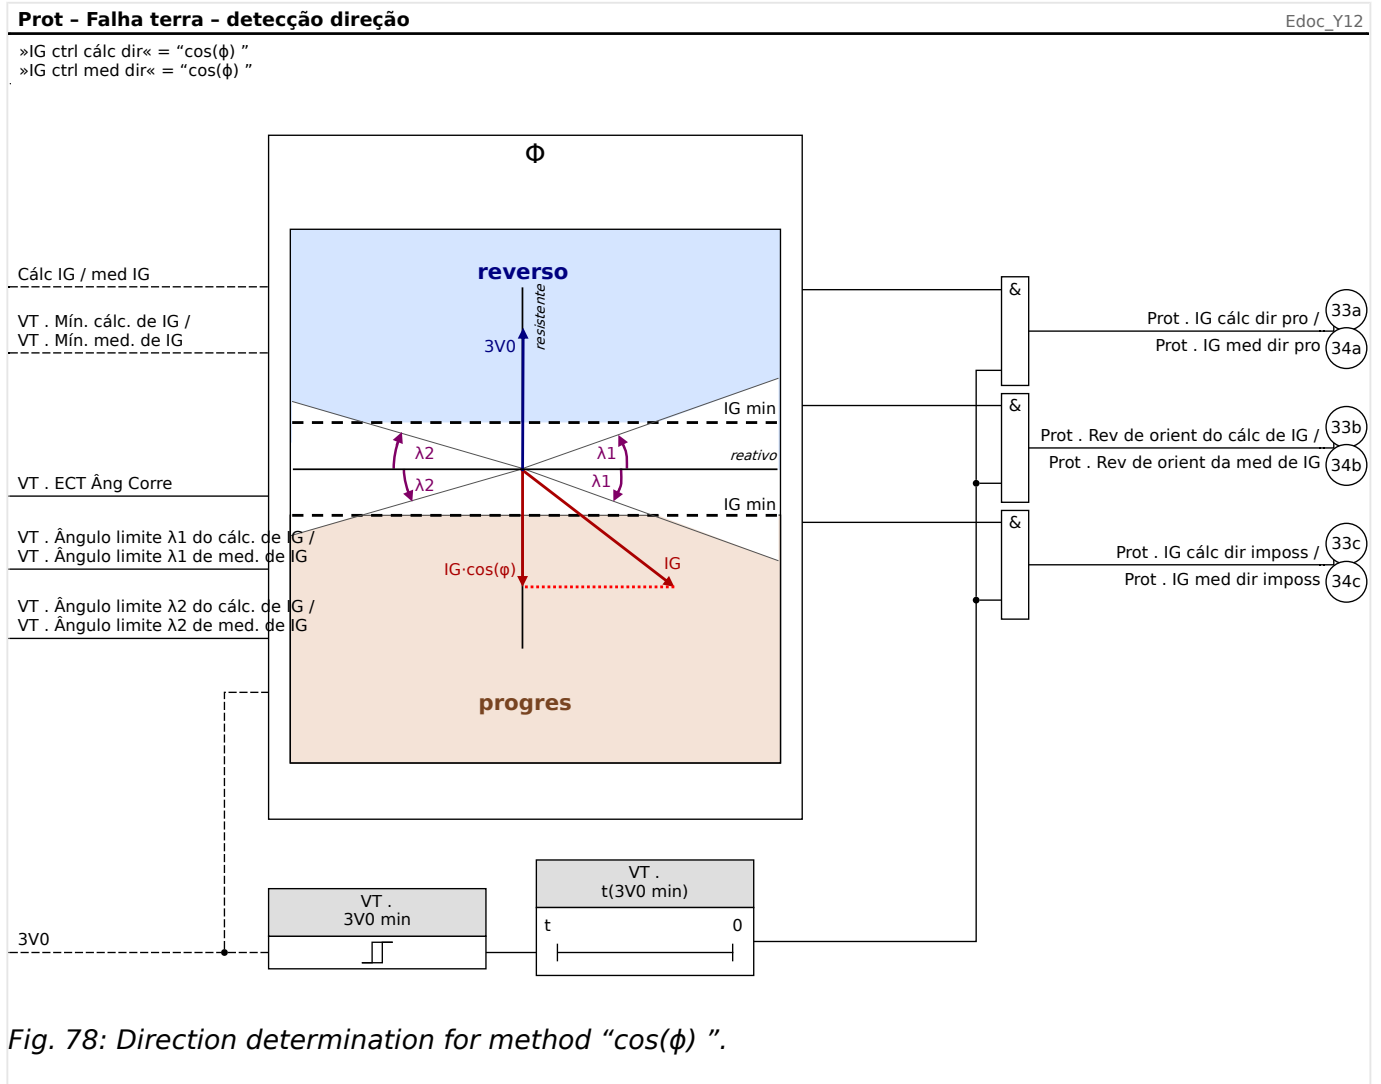 Prot – Falha terra – detecção direção
Edoc_Y12
»IG ctrl cálc dir« = “cos(ϕ) ”
»IG ctrl med dir« = “cos(ϕ) ”
Φ
Cálc IG / med IG
VT . Mín. cálc. de IG /
VT . Mín. med. de IG
VT . ECT Âng Corre
VT . Ângulo limite λ1 do cálc. de IG /
VT . Ângulo limite λ1 de med. de IG
VT . Ângulo limite λ2 do cálc. de IG /
VT . Ângulo limite λ2 de med. de IG
reverso
resistente
3V0
IG min
λ2
λ1
reativo
λ2
λ1
IG min
IG·cos(φ)
IG
progres
&
Prot . IG cálc dir pro /
33a
Prot . IG med dir pro
34a
&
Prot . Rev de orient do cálc de IG /
33b
Prot . Rev de orient da med de IG
34b
&
Prot . IG cálc dir imposs /
33c
Prot . IG med dir imposs
34c
3V0
VT .
3V0 min
VT .
t(3V0 min)
t
0
Fig. 78: Direction determination for method “cos(ϕ) ”.